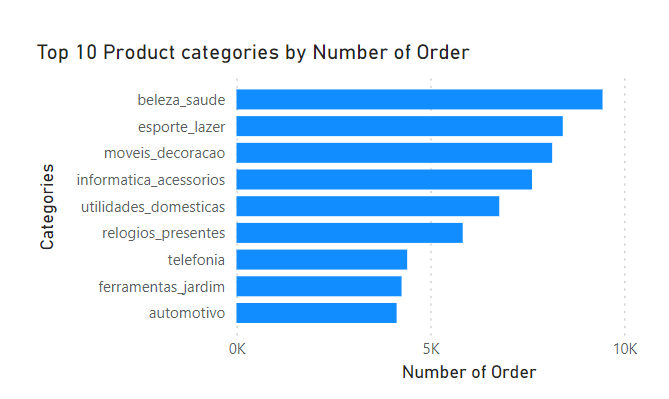 Top 10 Product categories by Number of Order
Categories
beleza_saude
esporte_lazer
moveis_decoracao
informatica_acessorios
utilidades_domesticas
relogios_presentes
telefonia
ferramentas_jardim
automotivo
0K 5K 10K
Number of Order